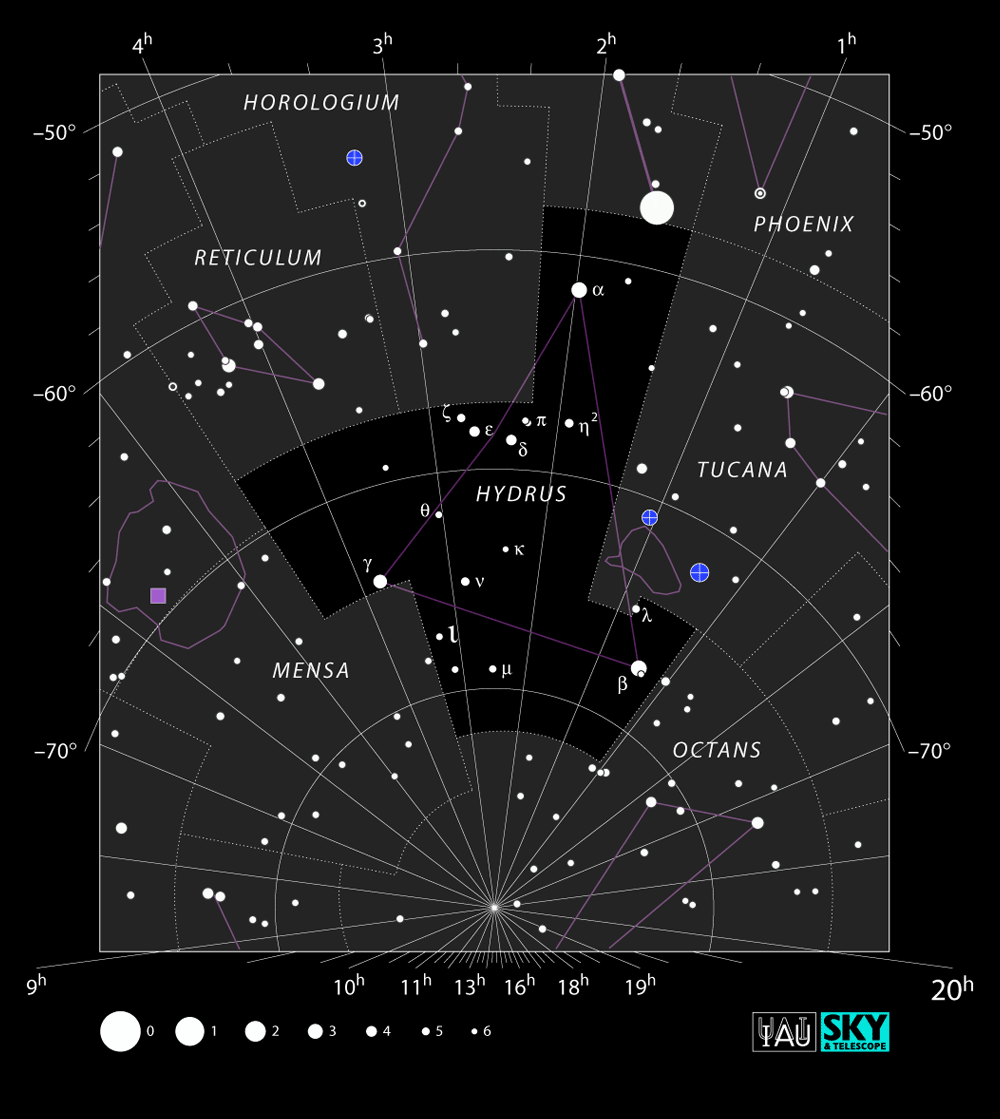 4h 3h 2h 1h
HOROLOGIUM
–50° –50°
PHOENIX
RETICULUM
α
–60° –60°
ζ ε π η2
δ
TUCANA
HYDRUS
θ
κ
γ
ν
λ
ι
MENSA μ
β
OCTANS
–70° –70°
9h 10h 11h 13h 16h 18h 19h 20h
0 1 2 3 4 5 6
IAU UAI SKY
& TELESCOPE